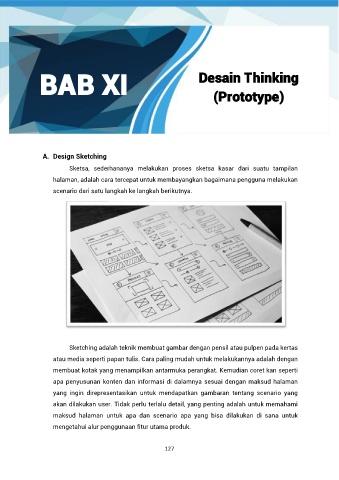 BAB XI
Desain Thinking
(Prototype)
A. Design Sketching
Sketsa, sederhananya melakukan proses sketsa kasar dari suatu tampilan
halaman, adalah cara tercepat untuk membayangkan bagaimana pengguna melakukan
scenario dari satu langkah ke langkah berikutnya.
Sketching adalah teknik membuat gambar dengan pensil atau pulpen pada kertas
atau media seperti papan tulis. Cara paling mudah untuk melakukannya adalah dengan
membuat kotak yang menampilkan antarmuka perangkat. Kemudian coret kan seperti
apa penyusunan konten dan informasi di dalamnya sesuai dengan maksud halaman
yang ingin direpresentasikan untuk mendapatkan gambaran tentang scenario yang
akan dilakukan user. Tidak perlu terlalu detail, yang penting adalah untuk memahami
maksud halaman untuk apa dan scenario apa yang bisa dilakukan di sana untuk
mengetahui alur penggunaan fitur utama produk.
127